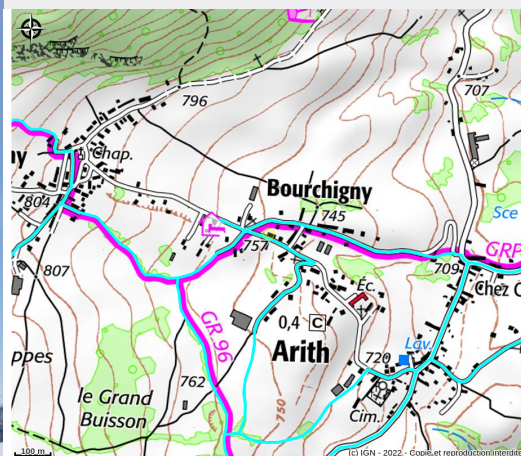 796
707
ny
Chap.
804
Bourchigny
745
757
Sce
GRP
709
807
Chez C
Éc.
GR 96
0,4 C
Arith
Lav.
ppes
720
762
750
le Grand
Buisson
Cim.
100 m
(c) IGN - 2022 - Copie et reproduction interdite